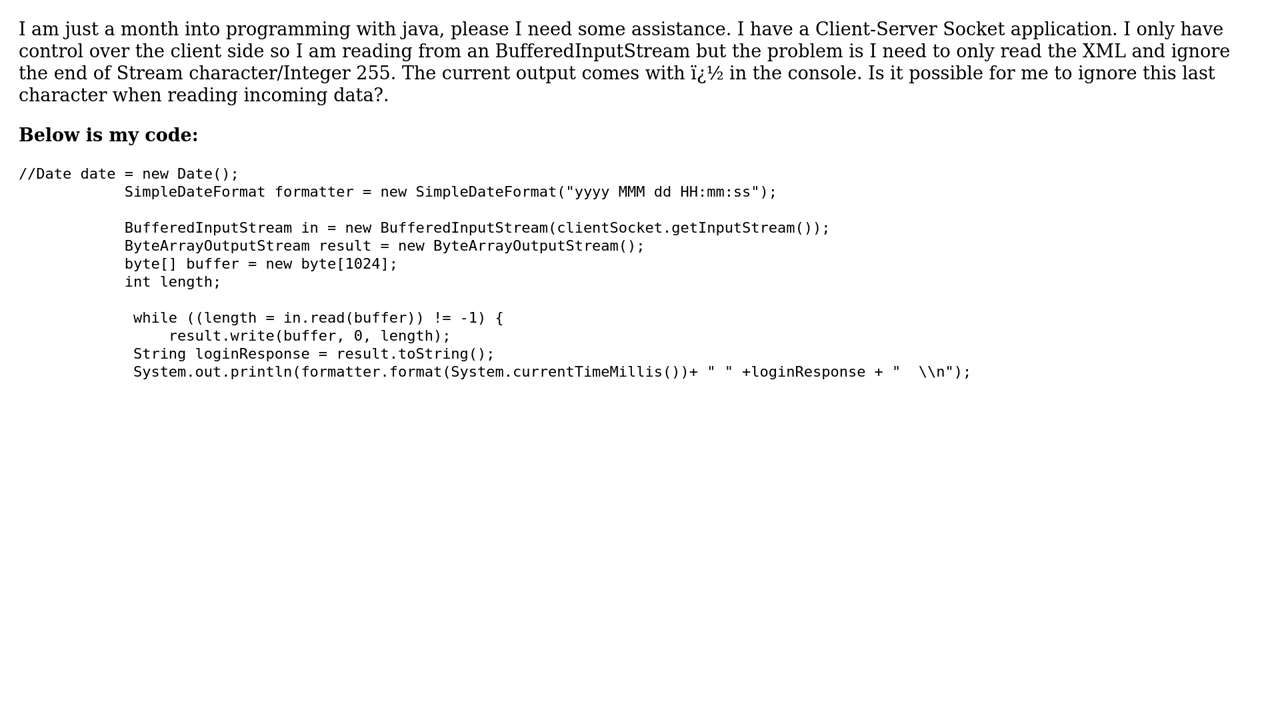 I am just a month into programming with java, please I need some assistance. I have a Client-Server Socket application. I only have
control over the client side so I am reading from an BufferedInputStream but the problem is I need to only read the XML and ignore
the end of Stream character/Integer 255. The current output comes with ï¿½ in the console. Is it possible for me to ignore this last
character when reading incoming data?.
Below is my code:
//Date date = new Date();
            SimpleDateFormat formatter = new SimpleDateFormat("yyyy MMM dd HH:mm:ss");
            BufferedInputStream in = new BufferedInputStream(clientSocket.getInputStream());
            ByteArrayOutputStream result = new ByteArrayOutputStream();
            byte[] buffer = new byte[1024];
            int length;
             while ((length = in.read(buffer)) != -1) {
                 result.write(buffer, 0, length);
             String loginResponse = result.toString();
             System.out.println(formatter.format(System.currentTimeMillis())+ " " +loginResponse + "  \\n");